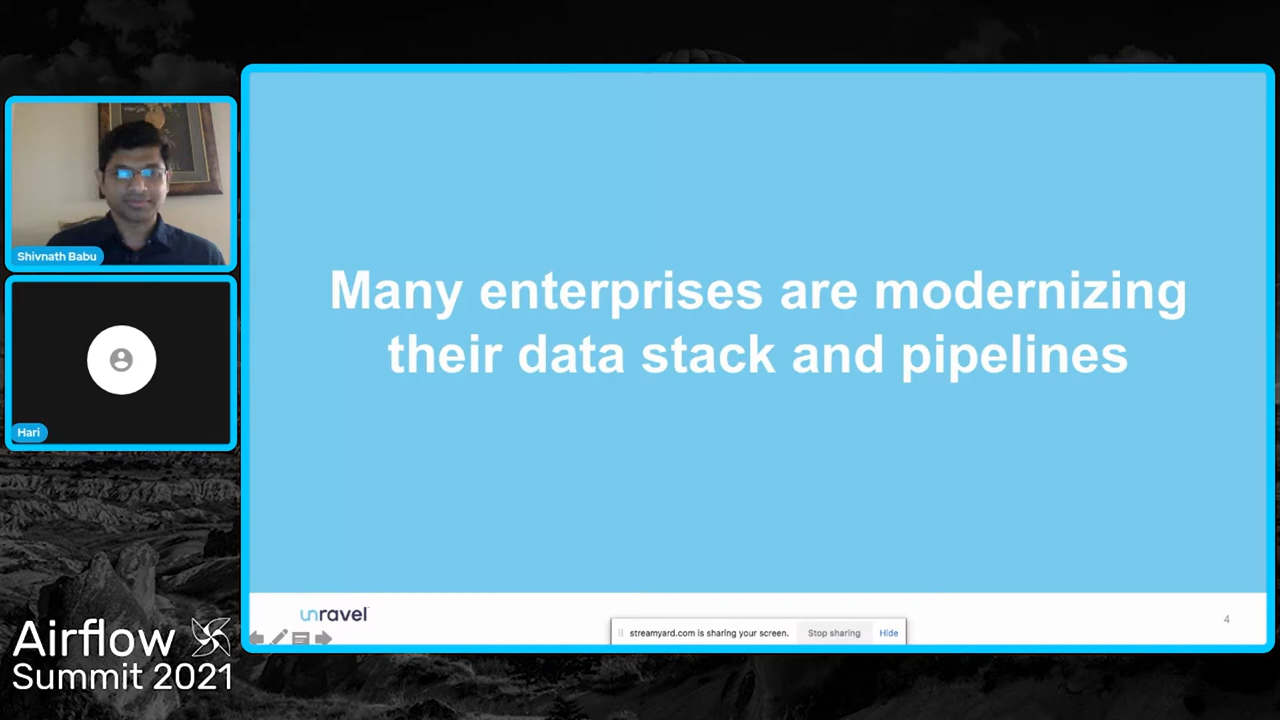 Shivnath Babu
Hari
Airflow
Summit 2021
Many enterprises are modernizing
their data stack and pipelines
unravel
streamyard.com is sharing your screen. Stop sharing Hide
4